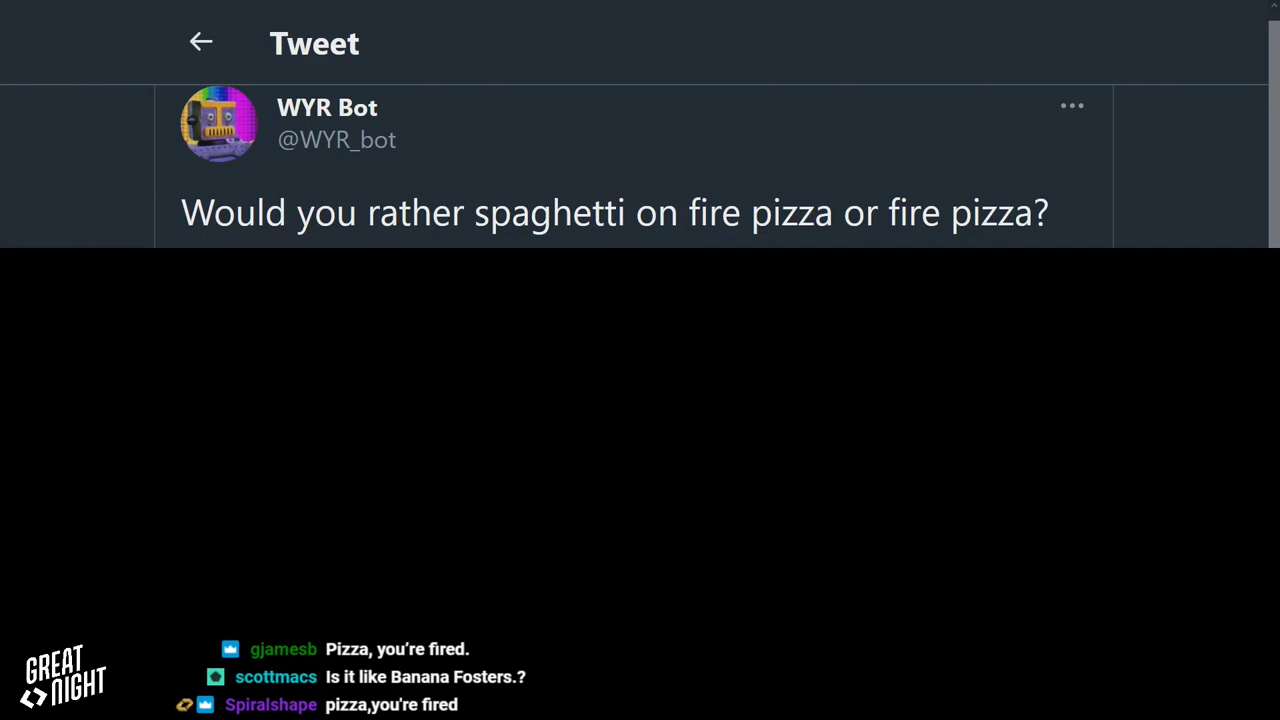 Tweet
WYR Bot
@WYR_bot
Would you rather spaghetti on fire pizza or fire pizza?
gjamesb Pizza, you’re fired.
scottmacs Is it like Banana Fosters.?
Spiralshape pizza,you're fired
GREAT
NIGHT